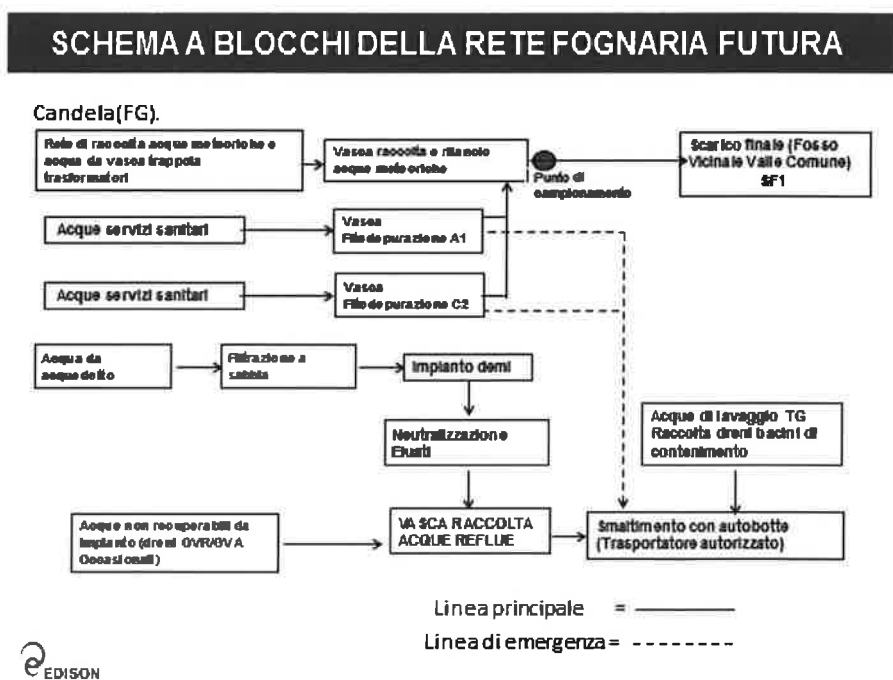 SCHEMA A BLOCCHI DELLA RETE FOGNARIA FUTURA
Candela(FG).
Rete di raccolta acque meteoriche e
acqua da vasca trappola
trasformatori
Vasca raccolta e rilancio
acque meteoriche
Punto di
campionamento
Scarico finale (Fosso
Vicinale Valle Comune)
SF1
Acque servizi sanitari
Vasca
Fitodepurazione A1
Acque servizi sanitari
Vasca
Fitodepurazione C2
Acqua da
acquedotto
Filtrazione a
sabbia
Impianto demi
Acque di lavaggio TG
Raccolta dreni bacini di
contenimento
Neutralizzazione
Eluati
Acque non recuperabili da
impianto (dreni GVR/GVA
Occasionali)
VASCA RACCOLTA
ACQUE REFLUE
Smaltimento con autobotte
(Trasportatore autorizzato)
Linea principale =
Linea di emergenza =
EDISON